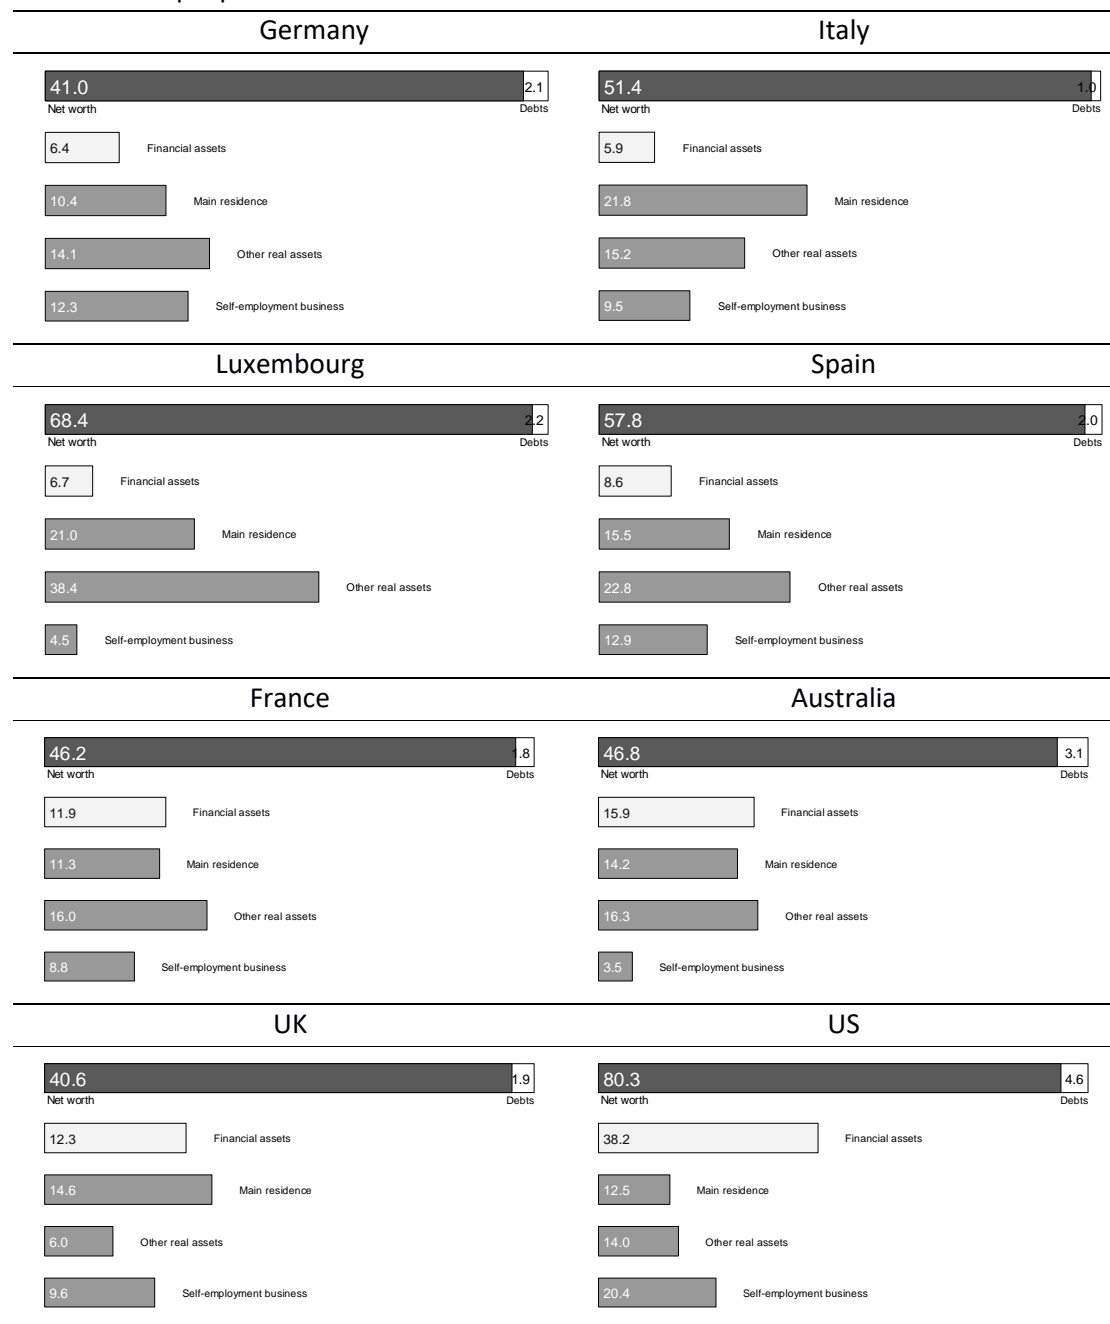 Germany Italy
41.0 2.1 51.4 1.0
Net worth Debts Net worth Debts
6.4 Financial assets 5.9 Financial assets
10.4 Main residence 21.8 Main residence
14.1 Other real assets 15.2 Other real assets
12.3 Self-employment business 9.5 Self-employment business
Luxembourg Spain
68.4 2.2 57.8 2.0
Net worth Debts Net worth Debts
6.7 Financial assets 8.6 Financial assets
21.0 Main residence 15.5 Main residence
38.4 Other real assets 22.8 Other real assets
4.5 Self-employment business 12.9 Self-employment business
France Australia
46.2 1.8 46.8 3.1
Net worth Debts Net worth Debts
11.9 Financial assets 15.9 Financial assets
11.3 Main residence 14.2 Main residence
16.0 Other real assets 16.3 Other real assets
8.8 Self-employment business 3.5 Self-employment business
UK US
40.6 1.9 80.3 4.6
Net worth Debts Net worth Debts
12.3 Financial assets 38.2 Financial assets
14.6 Main residence 12.5 Main residence
6.0 Other real assets 14.0 Other real assets
9.6 Self-employment business 20.4 Self-employment business